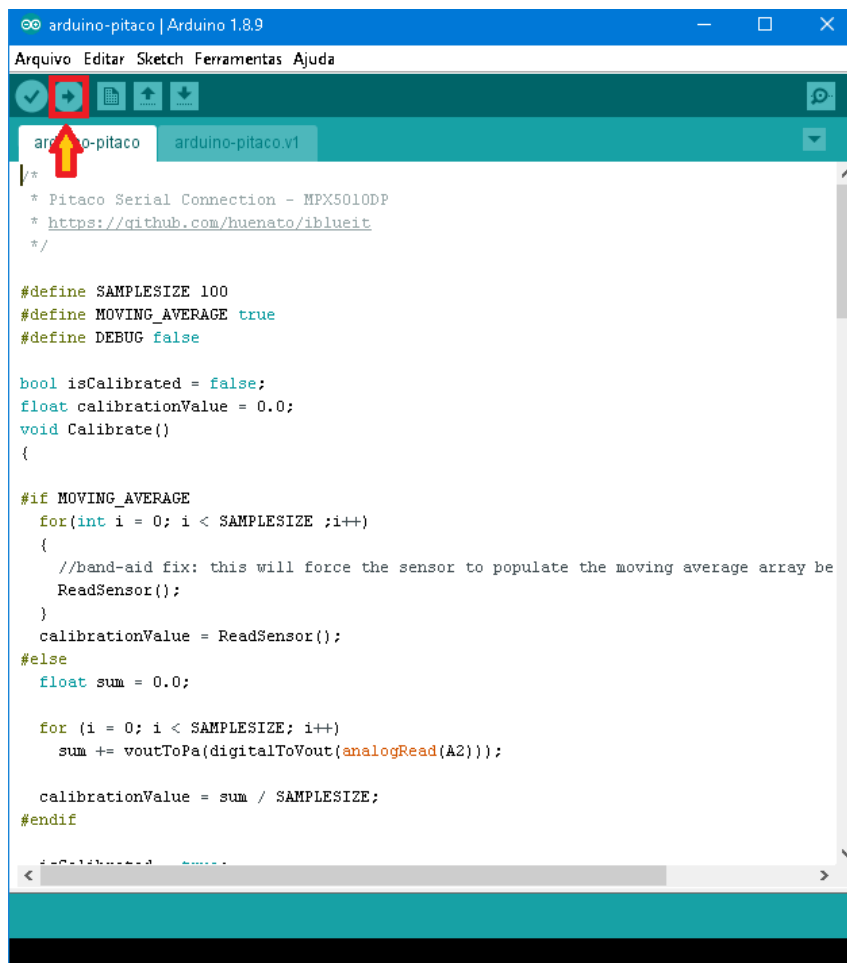 arduino-pitaco | Arduino 1.8.9
Arquivo Editar Sketch Ferramentas Ajuda
arduino-pitaco.v1
/*
 * Pitaco Serial Connection - MPX5010DP
 * https://github.com/huenato/iblueit
 */
#define SAMPLESIZE 100
#define MOVING_AVERAGE true
#define DEBUG false
bool isCalibrated = false;
float calibrationValue = 0.0;
void Calibrate()
{
#if MOVING_AVERAGE
  for(int i = 0; i < SAMPLESIZE ;i++)
  {
    //band-aid fix: this will force the sensor to populate the moving average array be
    ReadSensor();
  }
  calibrationValue = ReadSensor();
#else
  float sum = 0.0;
  for (i = 0; i < SAMPLESIZE; i++)
    sum += voutToPa(digitalToVout(analogRead(A2)));
  calibrationValue = sum / SAMPLESIZE;
#endif